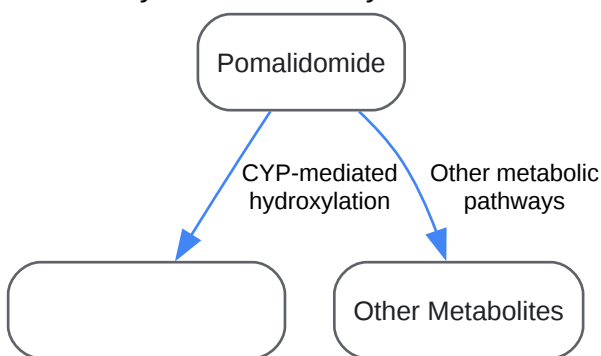 Pomalidomide
CYP-mediated
hydroxylation
Other metabolic
pathways
Other Metabolites